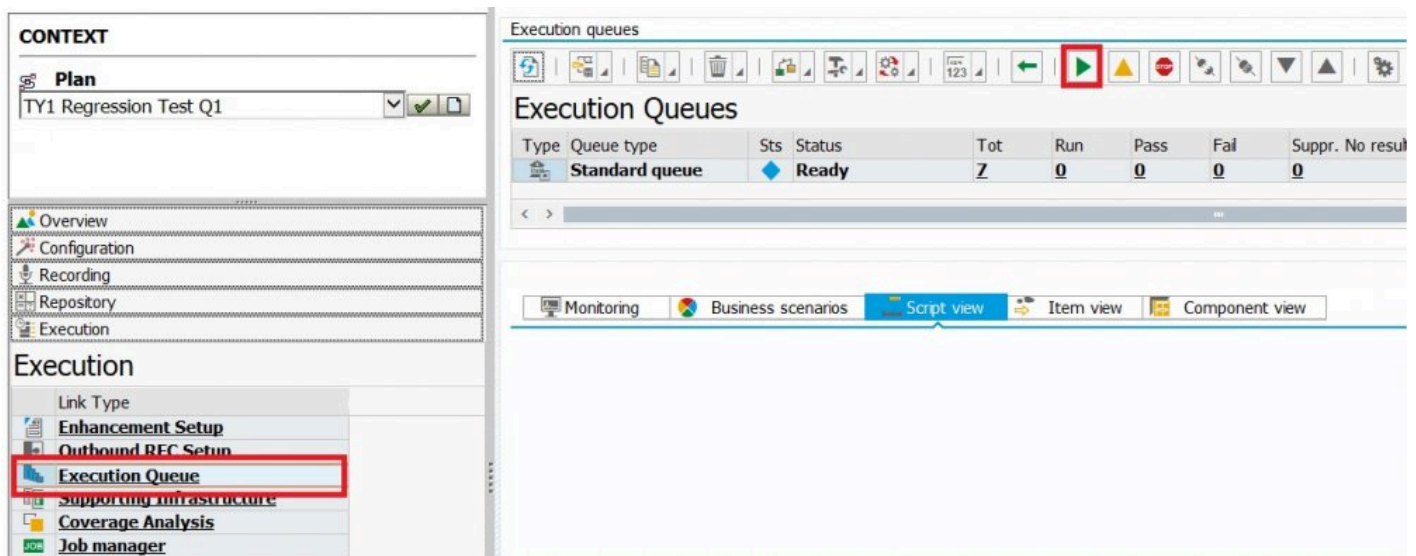 CONTEXT
Plan
TY1 Regression Test Q1
Overview
Configuration
Recording
Repository
Execution
Execution
Link Type
Enhancement Setup
Outbound RFC Setup
Execution Queue
Supporting Infrastructure
Coverage Analysis
JOB Job manager
Execution queues
123 STOP
Execution Queues
Type Queue type Sts Status Tot Run Pass Fail Suppr. No result
Standard queue Ready 7 0 0 0 0
Monitoring Business scenarios Script view Item view Component view